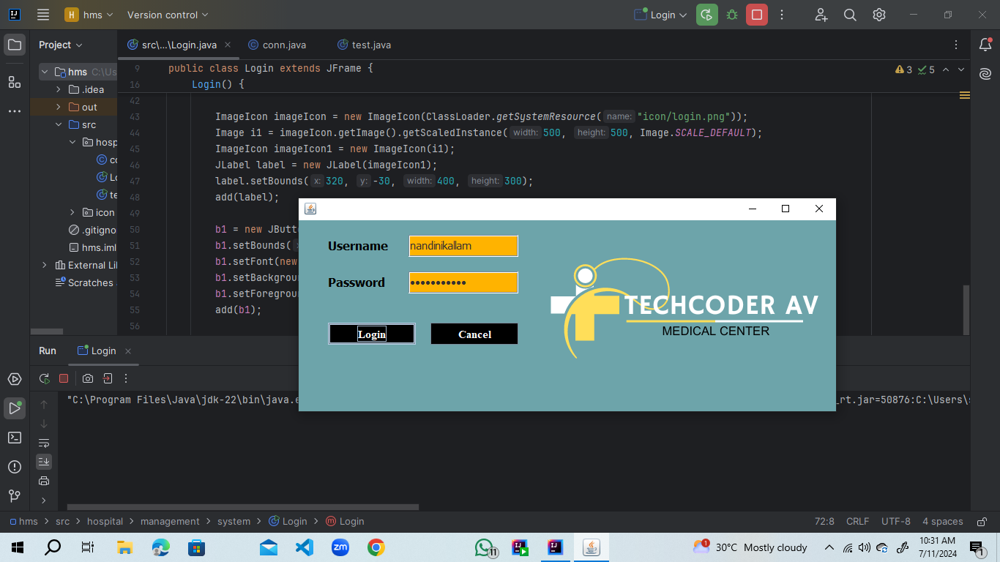 hms Version control Login
Project src\...\Login.java conn.java test.java
9 public class Login extends JFrame { 3 5
16 Login() {
hms C:\Us
.idea
out
src
hosp
icon
.gitigno
hms.iml
External Li
Scratches
42
43 ImageIcon imageIcon = new ImageIcon(ClassLoader.getSystemResource( name: "icon/login.png"));
44 Image i1 = imageIcon.getImage().getScaledInstance( width: 500, height: 500, Image.SCALE_DEFAULT);
45 ImageIcon imageIcon1 = new ImageIcon(i1);
46 JLabel label = new JLabel(imageIcon1);
47 label.setBounds( x: 320, y: -30, width: 400, height: 300);
48 add(label);
49
50 b1 = new JButt
51 b1.setBounds(
52 b1.setFont(new
53 b1.setBackgroun
54 b1.setForegroun
55 add(b1);
56
Username nandinikallam
Password •••••••••••
Login Cancel
TECHCODER AV
MEDICAL CENTER
Run Login
"C:\Program Files\Java\jdk-22\bin\java.e _rt.jar=50876:C:\Users\s
hms > src > hospital > management > system > Login > Login 72:8 CRLF UTF-8 4 spaces
zm 11 1 30°C Mostly cloudy 10:31 AM
7/11/2024 1